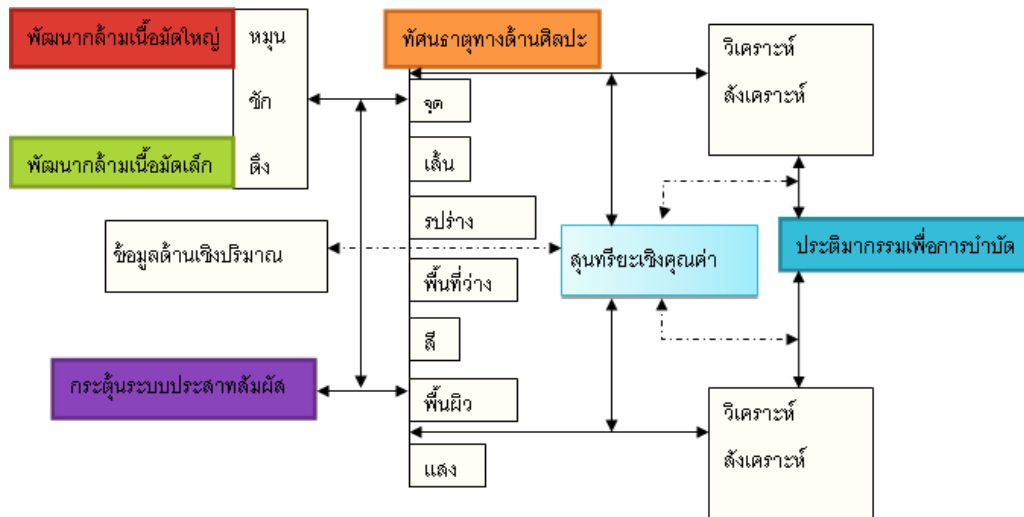 พัฒนากล้ามเนื้อมัดใหญ่
หมุน
ชัก
ดึง
พัฒนากล้ามเนื้อมัดเล็ก
ทัศนธาตุทางด้านศิลปะ
จุด
เส้น
รปร่าง
พื้นที่ว่าง
สี
พื้นผิว
แสง
วิเคราะห์
สังเคราะห์
ข้อมูลด้านเชิงปริมาณ
สุนทรียะเชิงคุณค่า
ประติมากรรมเพื่อการบำบัด
กระตุ้นระบบประสาทสัมผัส
วิเคราะห์
สังเคราะห์